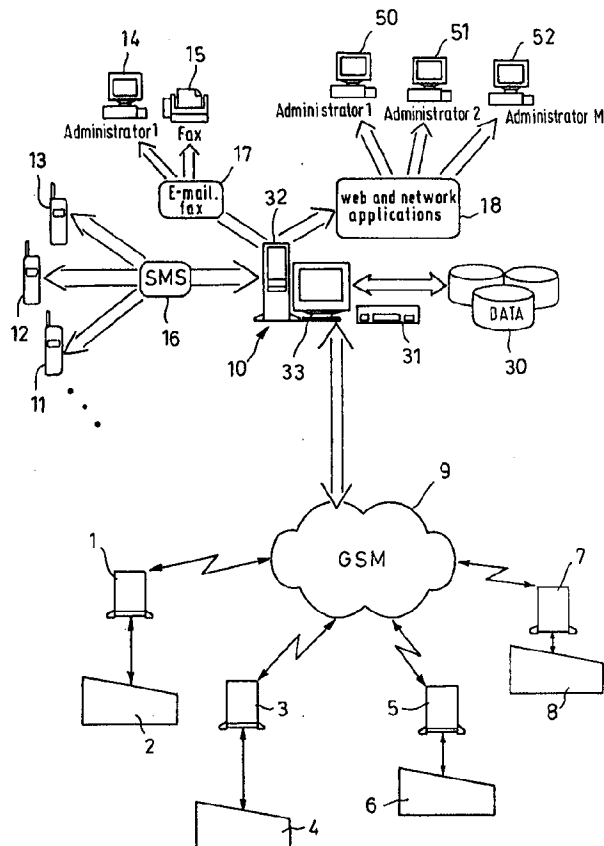 14
15
50
51
52
Administrator 1
Fax
Administrator 1
Administrator 2
Administrator M
17
E-mail.
fax
32
web and network
applications
18
13
SMS
12
16
11
10
33
31
DATA
30
9
GSM
1
7
3
5
2
8
4
6